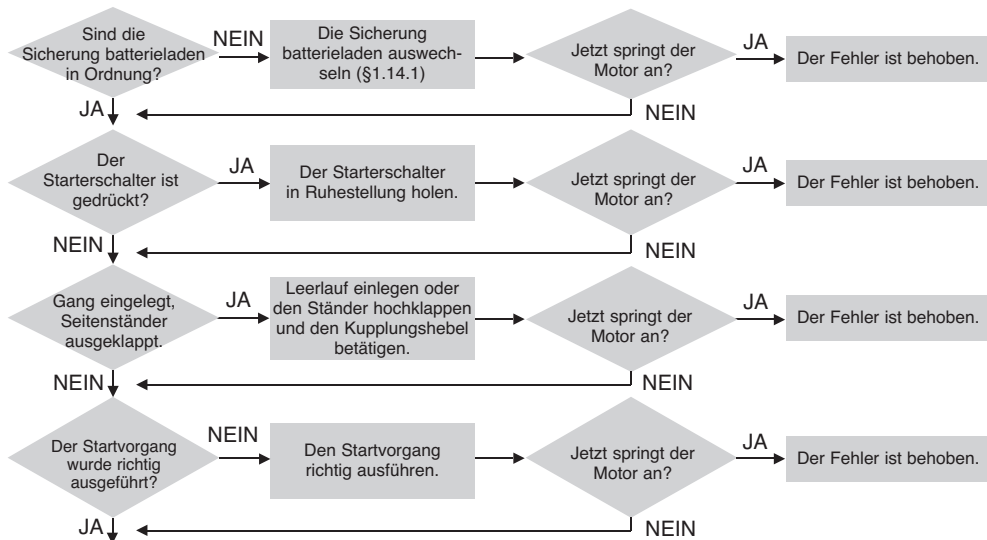 Sind die
Sicherung batterieladen
in Ordnung?
NEIN
Die Sicherung
batterieladen auswech-
seln (§1.14.1)
Jetzt springt der
Motor an?
JA
Der Fehler ist behoben.
JA
NEIN
Der
Starterschalter ist
gedrückt?
JA
Der Starterschalter
in Ruhestellung holen.
Jetzt springt der
Motor an?
JA
Der Fehler ist behoben.
NEIN
NEIN
Gang eingelegt,
Seitenständer
ausgeklappt.
JA
Leerlauf einlegen oder
den Ständer hochklappen
und den Kupplungshebel
betätigen.
Jetzt springt der
Motor an?
JA
Der Fehler ist behoben.
NEIN
NEIN
Der Startvorgang
wurde richtig
ausgeführt?
NEIN
Den Startvorgang
richtig ausführen.
Jetzt springt der
Motor an?
JA
Der Fehler ist behoben.
JA
NEIN